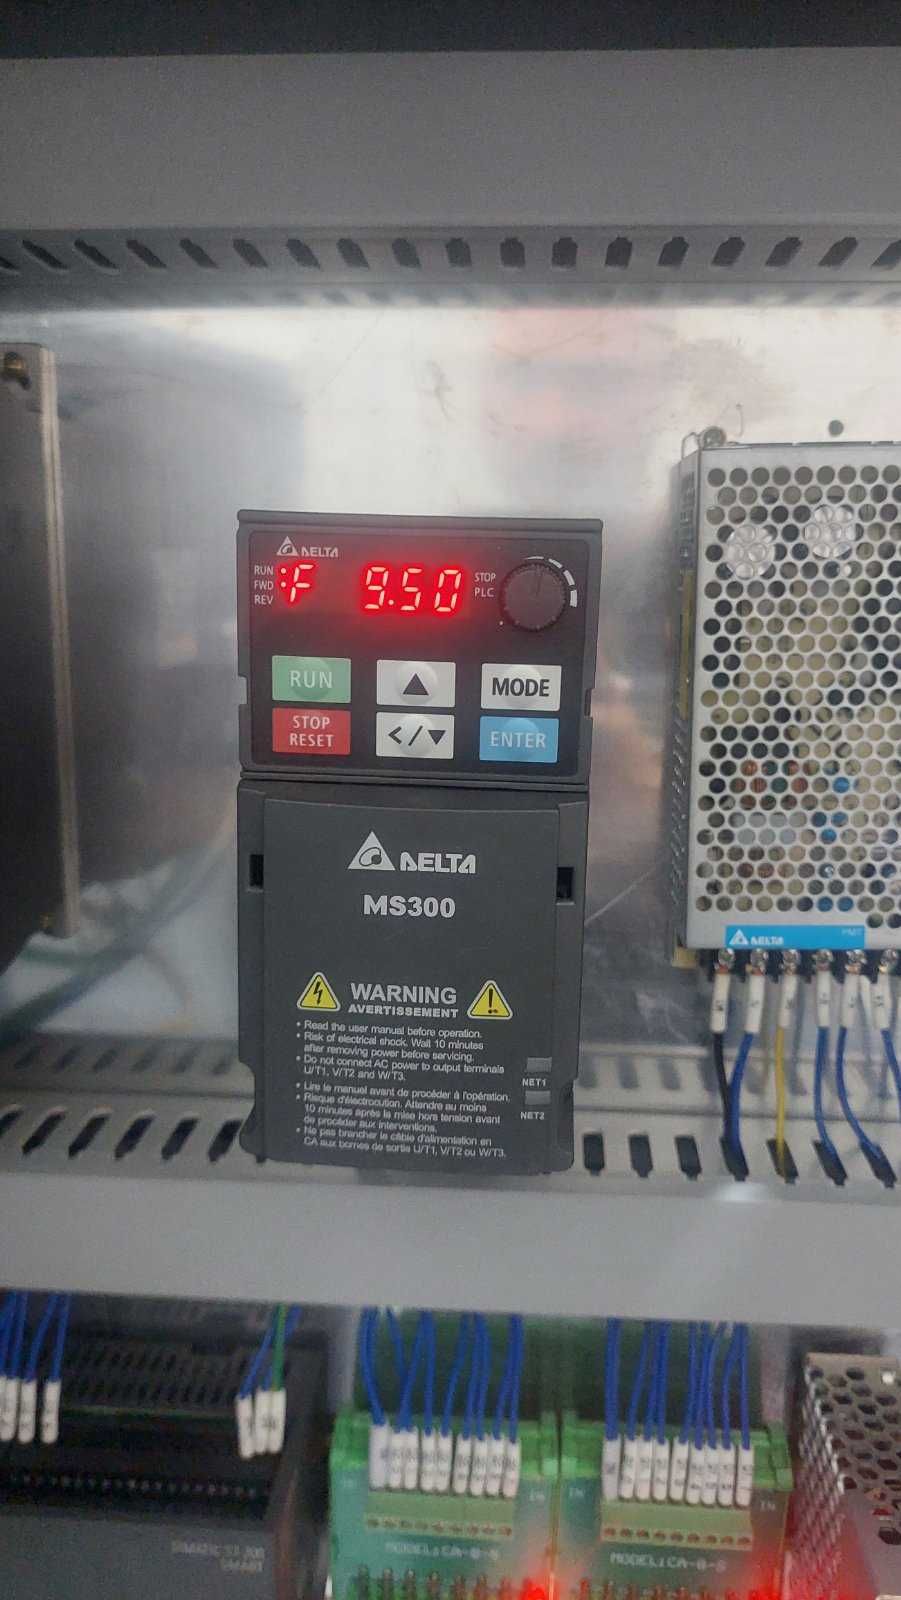 DELTA
RUN
FWD
REV
F 9.50
STOP
PLC
RUN
▲
MODE
STOP
RESET
</▼
ENTER
DELTA
MS300
WARNING
AVERTISSEMENT
• Read the user manual before operation.
• Risk of electrical shock. Wait 10 minutes
after removing power before servicing.
• Do not connect AC power to output terminals
U/T1, V/T2 and W/T3.
• Lire le manuel avant de procéder à l'opération.
• Risque d'électrocution. Attendre au moins
10 minutes après la mise hors tension avant
de procéder aux interventions.
• Ne pas brancher le câble d'alimentation en
CA aux bornes de sortie U/T1, V/T2 ou W/T3.
NET1
NET2
DELTA
IN
IN
SMART